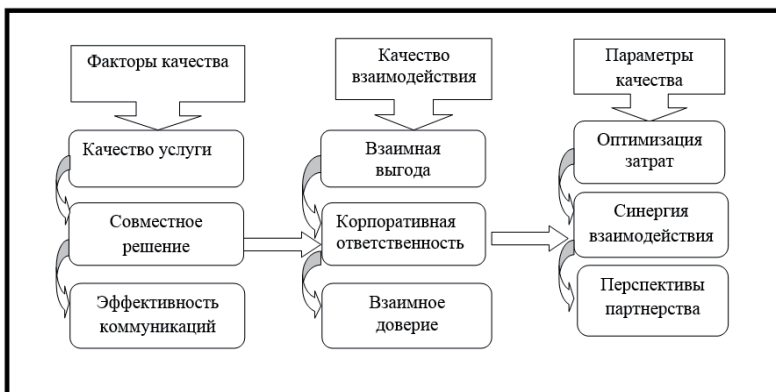 Факторы качества
Качество услуги
Совместное
решение
Эффективность
коммуникаций
Качество
взаимодействия
Взаимная
выгода
Корпоративная
ответственность
Взаимное
доверие
Параметры
качества
Оптимизация
затрат
Синергия
взаимодействия
Перспективы
партнерства